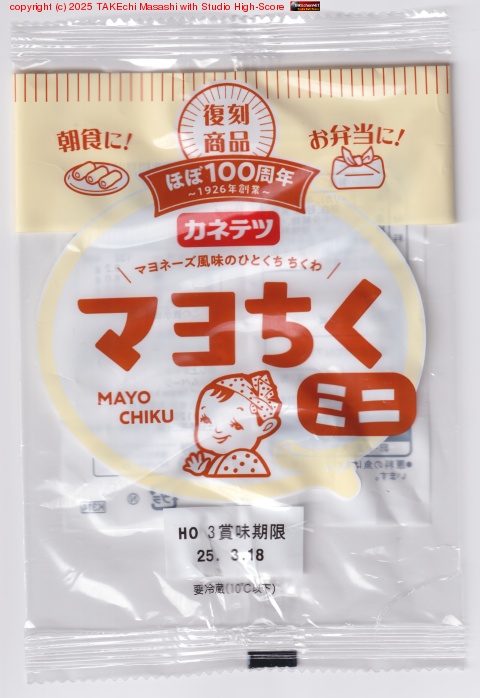 copyright (c) 2025 TAKEchi Masashi with Studio High-Score
復刻
商品
朝食に!
お弁当に!
ほぼ100周年
~1926年創業~
カネテツ
マヨネーズ風味のひとくちちくわ
マヨちく
ミニ
MAYO
CHIKU
HO 3賞味期限
25. 3.18
要冷蔵(10℃以下)